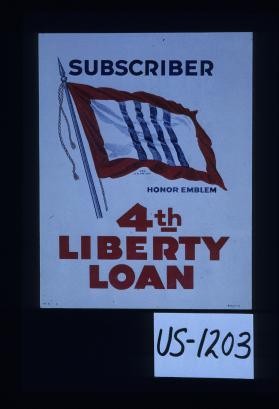 SUBSCRIBER
HONOR EMBLEM
4th
LIBERTY
LOAN
US-1203